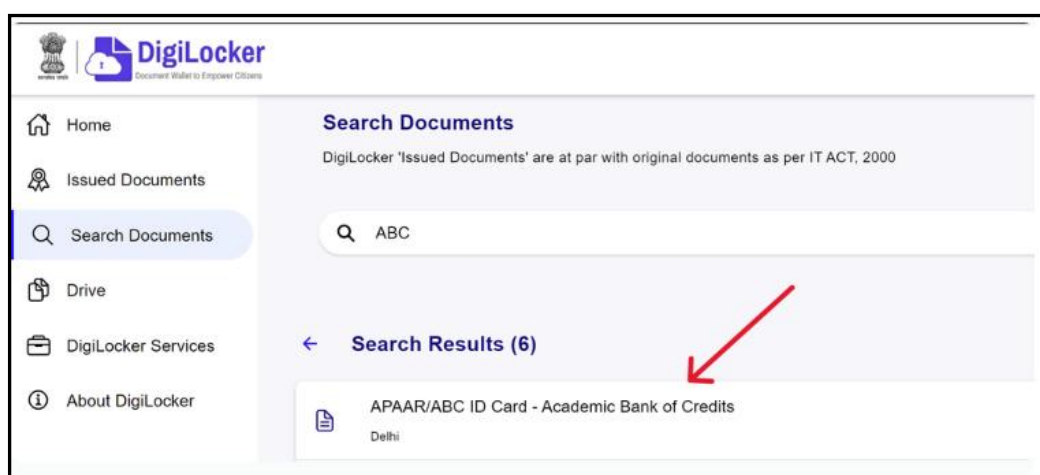 DigiLocker
Document Wallet to Empower Citizens
Home
Issued Documents
Search Documents
Drive
DigiLocker Services
About DigiLocker
Search Documents
DigiLocker 'Issued Documents' are at par with original documents as per IT ACT, 2000
ABC
Search Results (6)
APAAR/ABC ID Card - Academic Bank of Credits
Delhi